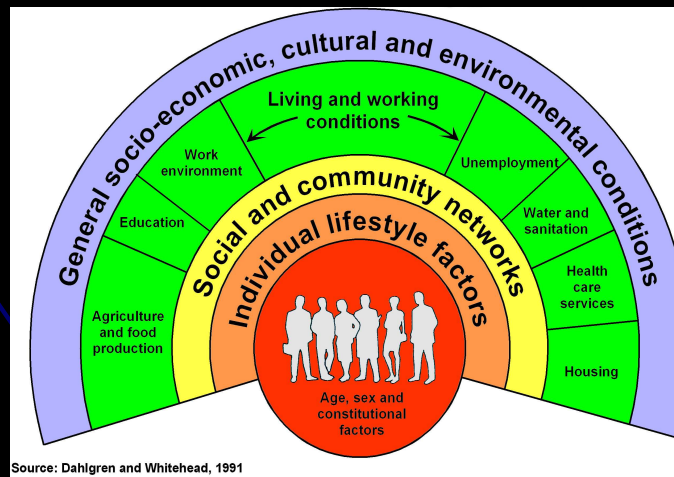 General socio-economic, cultural and environmental conditions
Living and working
conditions
Work
environment
Unemployment
Education
Water and
sanitation
Social and community networks
Individual lifestyle factors
Agriculture
and food
production
Health
care
services
Housing
Age, sex and
constitutional
factors
Source: Dahlgren and Whitehead, 1991